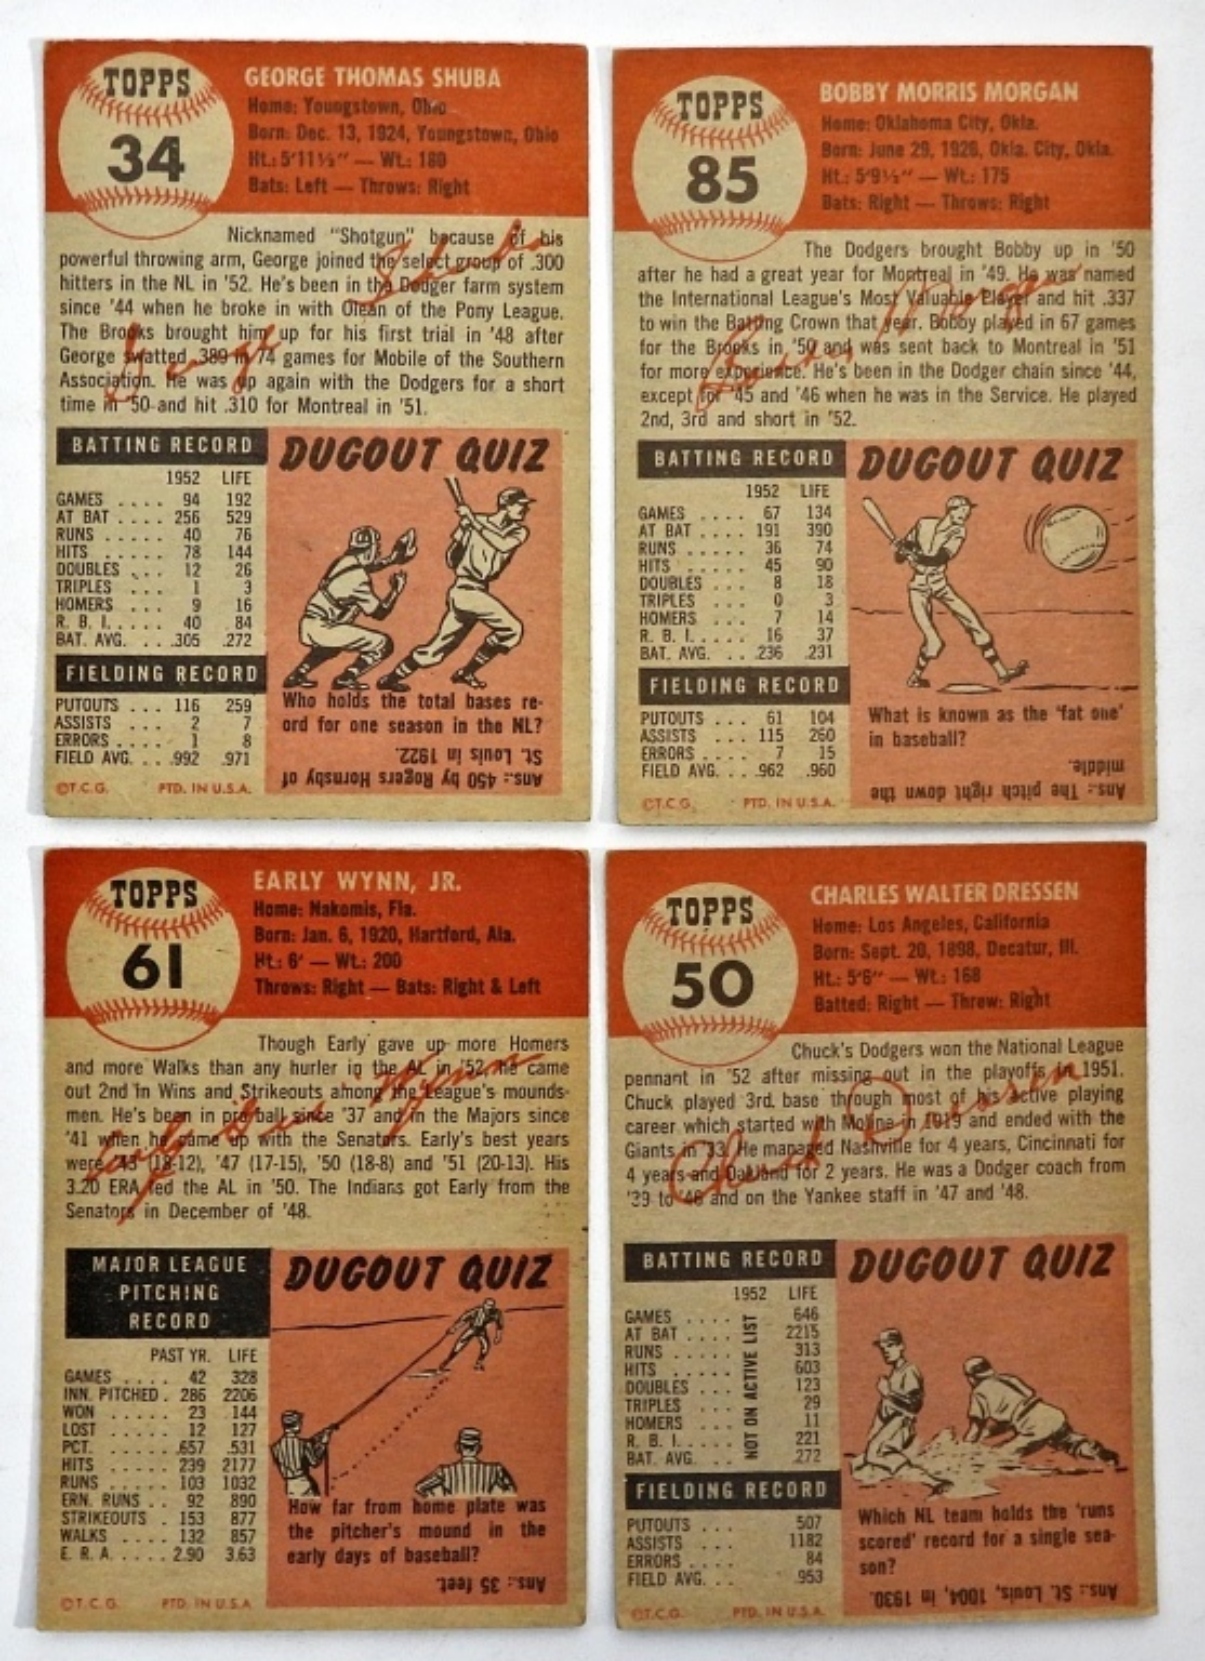 TOPPS
34
GEORGE THOMAS SHUBA
Home: Youngstown, Ohio
Born: Dec. 13, 1924, Youngstown, Ohio
Ht.: 5'11½" — Wt.: 180
Bats: Left — Throws: Right
Nicknamed "Shotgun" because of his
powerful throwing arm, George joined the select group of .300
hitters in the NL in '52. He's been in the Dodger farm system
since '44 when he broke in with Olean of the Pony League.
The Brooks brought him up for his first trial in '48 after
George swatted .389 in 74 games for Mobile of the Southern
Association. He was up again with the Dodgers for a short
time in '50 and hit .310 for Montreal in '51.
George Shuba
BATTING RECORD
1952 LIFE
GAMES .... 94 192
AT BAT .... 256 529
RUNS ..... 40 76
HITS ..... 78 144
DOUBLES ... 12 26
TRIPLES ... 1 3
HOMERS ... 9 16
R. B. I. .... 40 84
BAT. AVG. ... .305 .272
FIELDING RECORD
PUTOUTS ... 116 259
ASSISTS .... 2 7
ERRORS .... 1 8
FIELD AVG. ... .992 .971
©T.C.G. PTD. IN U.S.A.
DUGOUT QUIZ
Who holds the total bases re-
ord for one season in the NL?
Ans.: 450 by Rogers Hornsby of
St. Louis in 1922.
TOPPS
85
BOBBY MORRIS MORGAN
Home: Oklahoma City, Okla.
Born: June 29, 1926, Okla. City, Okla.
Ht.: 5'9½" — Wt.: 175
Bats: Right — Throws: Right
The Dodgers brought Bobby up in '50
after he had a great year for Montreal in '49. He was named
the International League's Most Valuable Player and hit .337
to win the Batting Crown that year. Bobby played in 67 games
for the Brooks in '50 and was sent back to Montreal in '51
for more experience. He's been in the Dodger chain since '44,
except for '45 and '46 when he was in the Service. He played
2nd, 3rd and short in '52.
Bobby Morgan
BATTING RECORD
1952 LIFE
GAMES .... 67 134
AT BAT .... 191 390
RUNS ..... 36 74
HITS ..... 45 90
DOUBLES ... 8 18
TRIPLES ... 0 3
HOMERS ... 7 14
R. B. I. .... 16 37
BAT. AVG. ... .236 .231
FIELDING RECORD
PUTOUTS ... 61 104
ASSISTS .... 115 260
ERRORS .... 7 15
FIELD AVG. ... .962 .960
©T.C.G. PTD. IN U.S.A.
DUGOUT QUIZ
What is known as the 'fat one'
in baseball?
Ans.: The pitch right down the
middle.
TOPPS
61
EARLY WYNN, JR.
Home: Nakomis, Fla.
Born: Jan. 6, 1920, Hartford, Ala.
Ht.: 6' — Wt.: 200
Throws: Right — Bats: Right & Left
Though Early gave up more Homers
and more Walks than any hurler in the AL in '52, he came
out 2nd in Wins and Strikeouts among the League's mounds-
men. He's been in pro ball since '37 and in the Majors since
'41 when he came up with the Senators. Early's best years
were '43 (18-12), '47 (17-15), '50 (18-8) and '51 (20-13). His
3.20 ERA led the AL in '50. The Indians got Early from the
Senators in December of '48.
Early "Gus" Wynn
MAJOR LEAGUE
PITCHING
RECORD
PAST YR. LIFE
GAMES .... 42 328
INN. PITCHED . 286 2206
WON ..... 23 144
LOST ..... 12 127
PCT. ..... .657 .531
HITS ..... 239 2177
RUNS ..... 103 1032
ERN. RUNS .. 92 890
STRIKEOUTS . 153 877
WALKS .... 132 857
E. R. A. .... 2.90 3.63
©T.C.G. PTD. IN U.S.A.
DUGOUT QUIZ
How far from home plate was
the pitcher's mound in the
early days of baseball?
Ans.: 35 feet.
TOPPS
50
CHARLES WALTER DRESSEN
Home: Los Angeles, California
Born: Sept. 20, 1898, Decatur, Ill.
Ht.: 5'6" — Wt.: 168
Batted: Right — Threw: Right
Chuck's Dodgers won the National League
pennant in '52 after missing out in the playoffs in 1951.
Chuck played 3rd. base through most of his active playing
career which started with Moline in 1919 and ended with the
Giants in '33. He managed Nashville for 4 years, Cincinnati for
4 years and Oakland for 2 years. He was a Dodger coach from
'39 to '46 and on the Yankee staff in '47 and '48.
Chuck Dressen
BATTING RECORD
1952 LIFE
GAMES .... 646
AT BAT .... 2215
RUNS ..... 313
HITS ..... 603
DOUBLES ... 123
TRIPLES ... 29
HOMERS ... 11
R. B. I. .... 221
BAT. AVG. ... .272
NOT ON ACTIVE LIST
FIELDING RECORD
PUTOUTS ... 507
ASSISTS .... 1182
ERRORS .... 84
FIELD AVG. ... .953
©T.C.G. PTD. IN U.S.A.
DUGOUT QUIZ
Which NL team holds the 'runs
scored' record for a single sea-
son?
Ans.: St. Louis, 1004, in 1930.